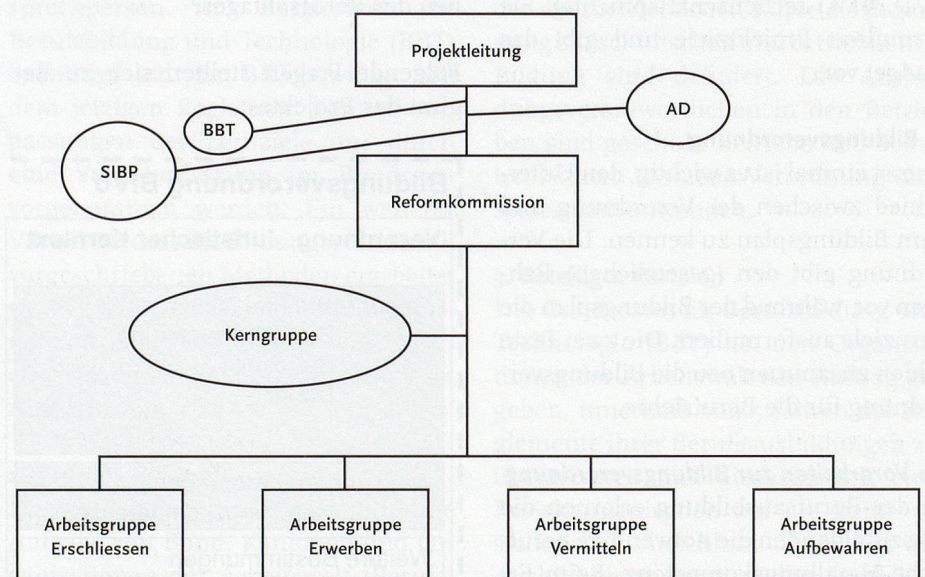 Projektleitung
BBT
AD
SIBP
Reformkommission
Kerngruppe
Arbeitsgruppe
Erschliessen
Arbeitsgruppe
Erwerben
Arbeitsgruppe
Vermitteln
Arbeitsgruppe
Aufbewahren